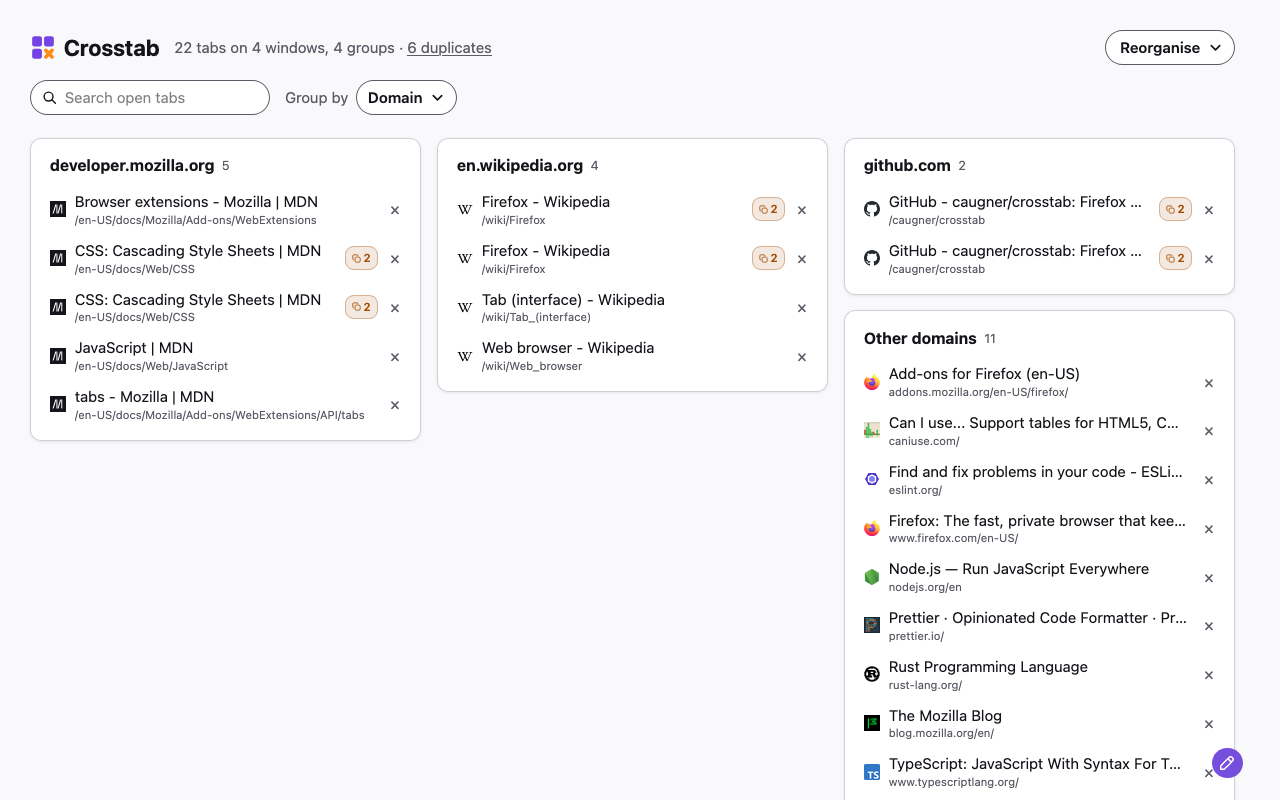 Crosstab 22 tabs on 4 windows, 4 groups · 6 duplicates Reorganise
Search open tabs Group by Domain
developer.mozilla.org 5
Browser extensions - Mozilla | MDN
/en-US/docs/Mozilla/Add-ons/WebExtensions
CSS: Cascading Style Sheets | MDN 2
/en-US/docs/Web/CSS
CSS: Cascading Style Sheets | MDN 2
/en-US/docs/Web/CSS
JavaScript | MDN
/en-US/docs/Web/JavaScript
tabs - Mozilla | MDN
/en-US/docs/Mozilla/Add-ons/WebExtensions/API/tabs
en.wikipedia.org 4
Firefox - Wikipedia 2
/wiki/Firefox
Firefox - Wikipedia 2
/wiki/Firefox
Tab (interface) - Wikipedia
/wiki/Tab_(interface)
Web browser - Wikipedia
/wiki/Web_browser
github.com 2
GitHub - caugner/crosstab: Firefox ... 2
/caugner/crosstab
GitHub - caugner/crosstab: Firefox ... 2
/caugner/crosstab
Other domains 11
Add-ons for Firefox (en-US)
addons.mozilla.org/en-US/firefox/
Can I use... Support tables for HTML5, C...
caniuse.com/
Find and fix problems in your code - ESLi...
eslint.org/
Firefox: The fast, private browser that kee...
www.firefox.com/en-US/
Node.js — Run JavaScript Everywhere
nodejs.org/en
Prettier · Opinionated Code Formatter · Pr...
prettier.io/
Rust Programming Language
rust-lang.org/
The Mozilla Blog
blog.mozilla.org/en/
TypeScript: JavaScript With Syntax For T...
www.typescriptlang.org/